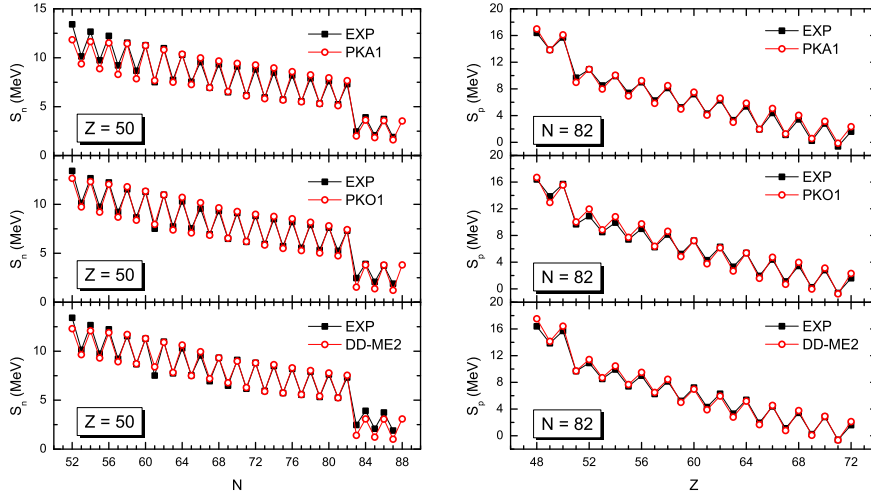 15
10
5
0
S_n (MeV)
EXP
PKA1
Z = 50
10
5
0
S_n (MeV)
EXP
PKO1
Z = 50
10
5
0
S_n (MeV)
EXP
DD-ME2
Z = 50
52 56 60 64 68 72 76 80 84 88
N
20
16
12
8
4
0
S_p (MeV)
EXP
PKA1
N = 82
16
12
8
4
0
S_p (MeV)
EXP
PKO1
N = 82
16
12
8
4
0
S_p (MeV)
EXP
DD-ME2
N = 82
48 52 56 60 64 68 72
Z